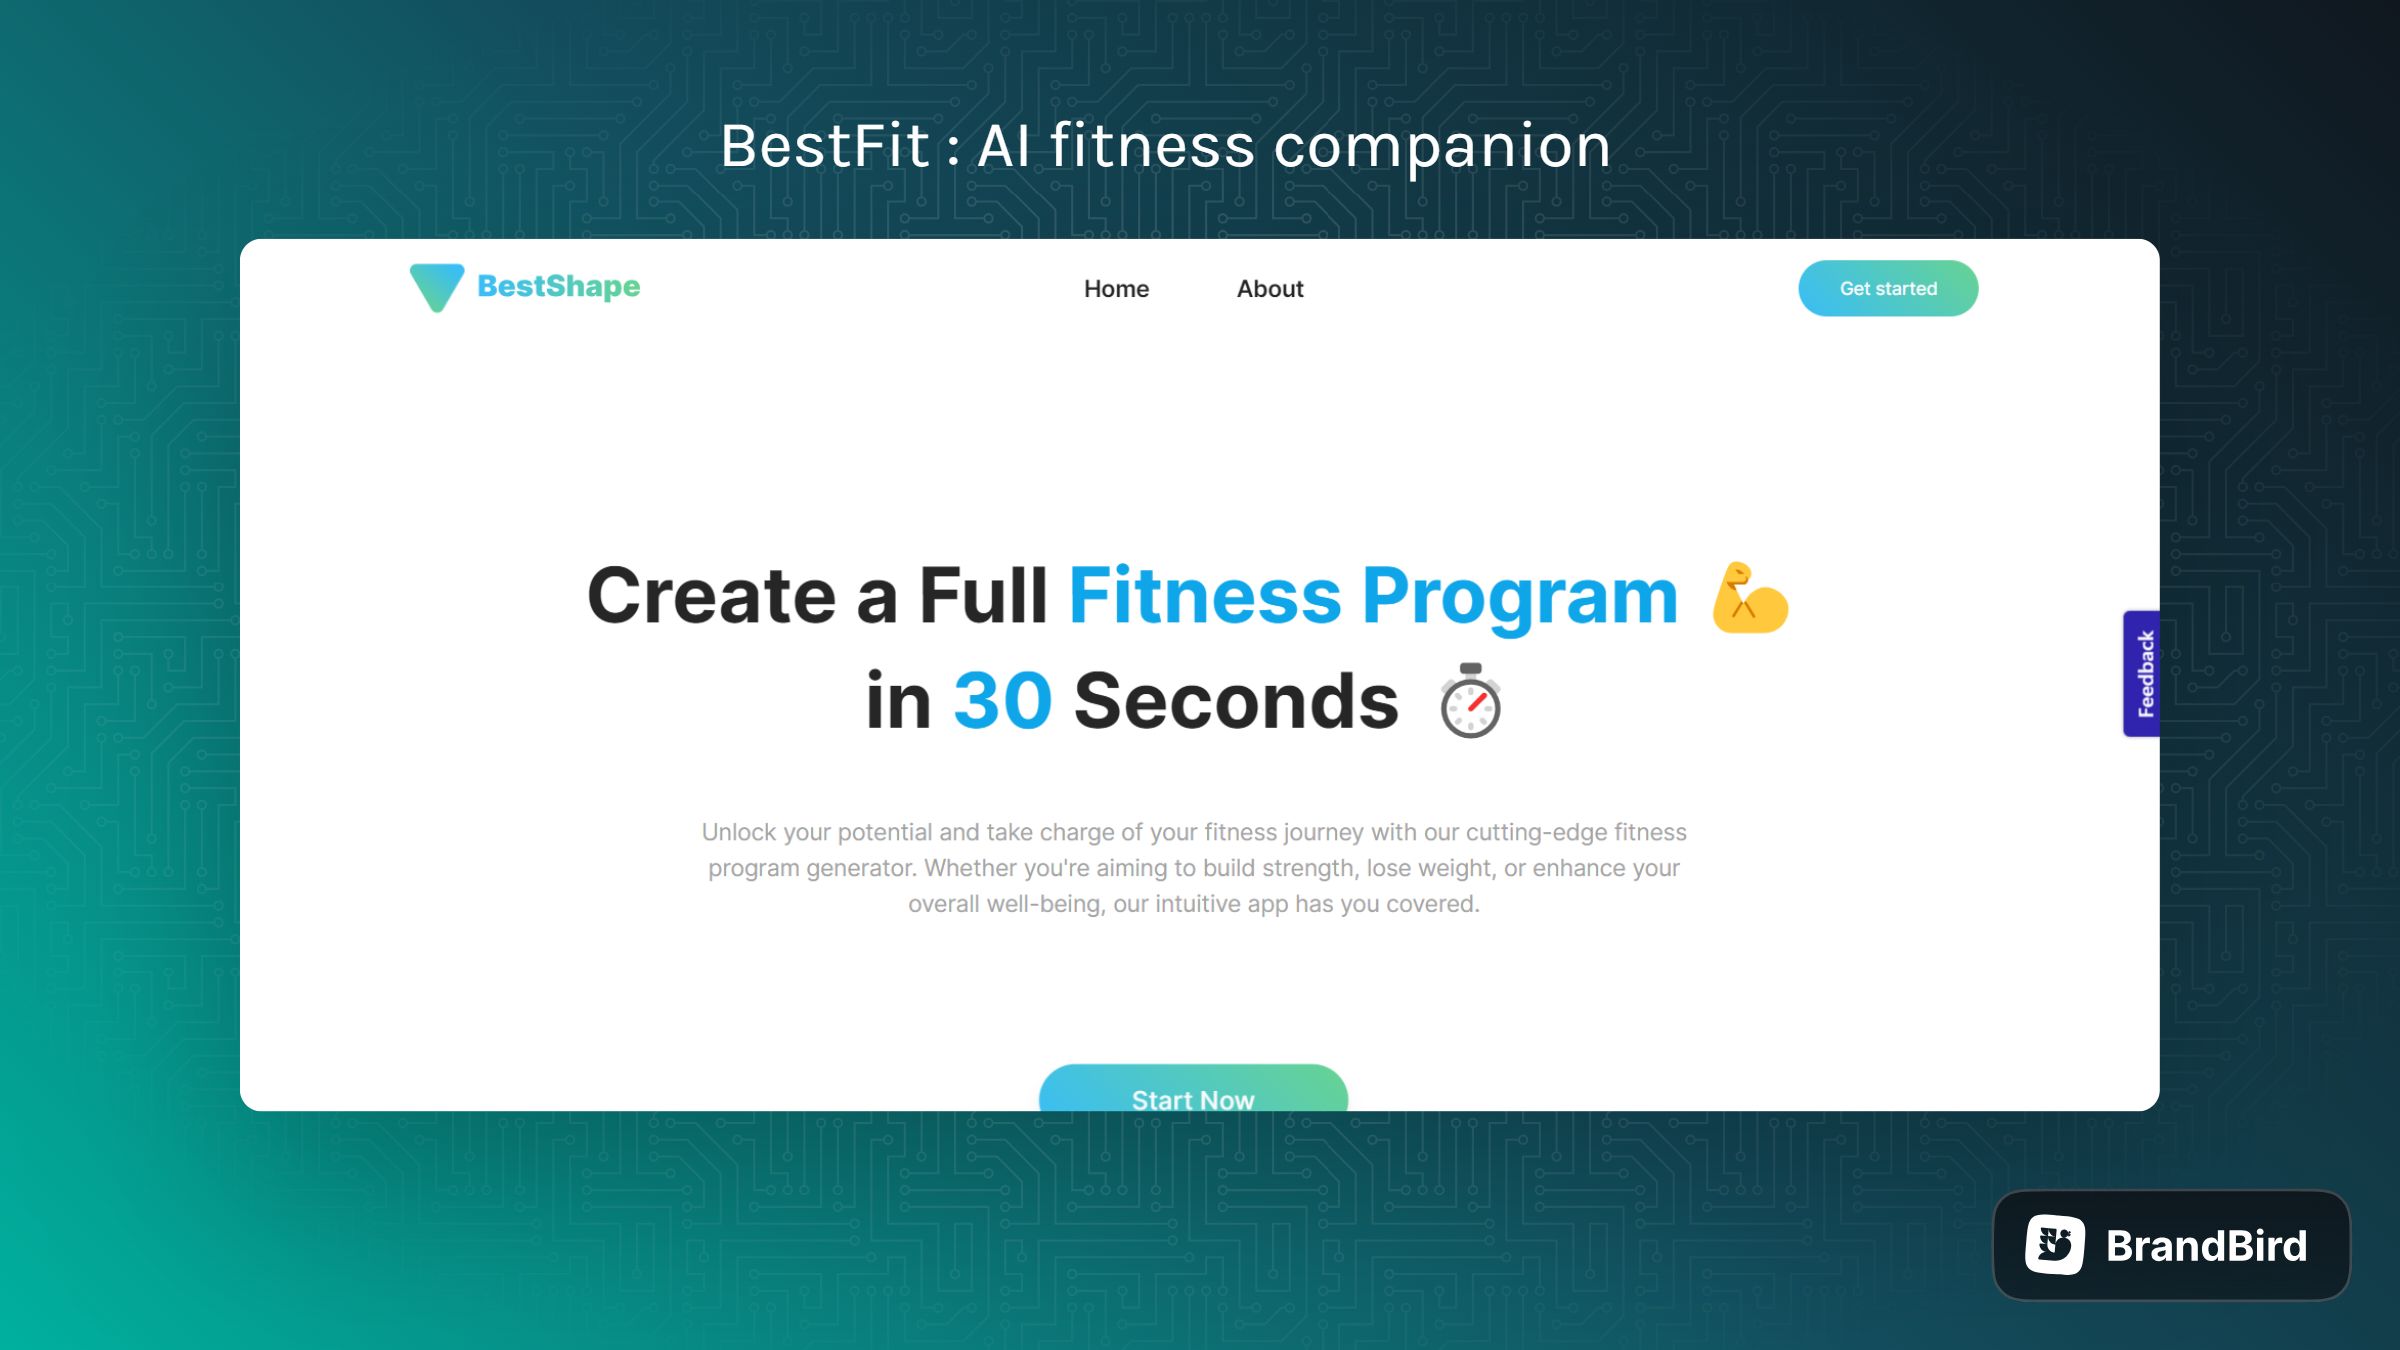 BestFit : AI fitness companion
BestShape
Home
About
Get started
Create a Full Fitness Program 💪
in 30 Seconds ⏱️
Feedback
Unlock your potential and take charge of your fitness journey with our cutting-edge fitness
program generator. Whether you're aiming to build strength, lose weight, or enhance your
overall well-being, our intuitive app has you covered.
Start Now
BrandBird